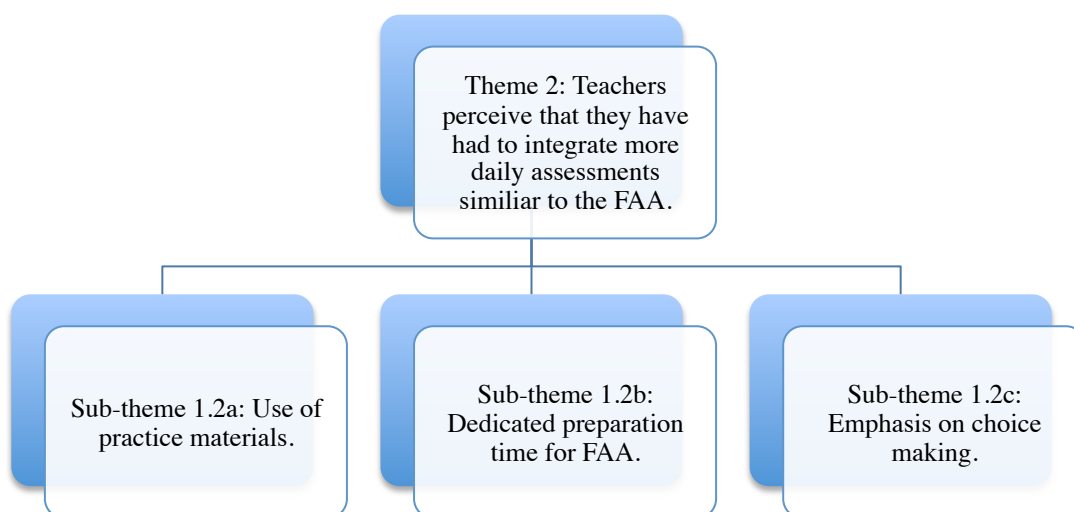 Theme 2: Teachers
perceive that they have
had to integrate more
daily assessments
similiar to the FAA.
Sub-theme 1.2a: Use of
practice materials.
Sub-theme 1.2b:
Dedicated preparation
time for FAA.
Sub-theme 1.2c:
Emphasis on choice
making.